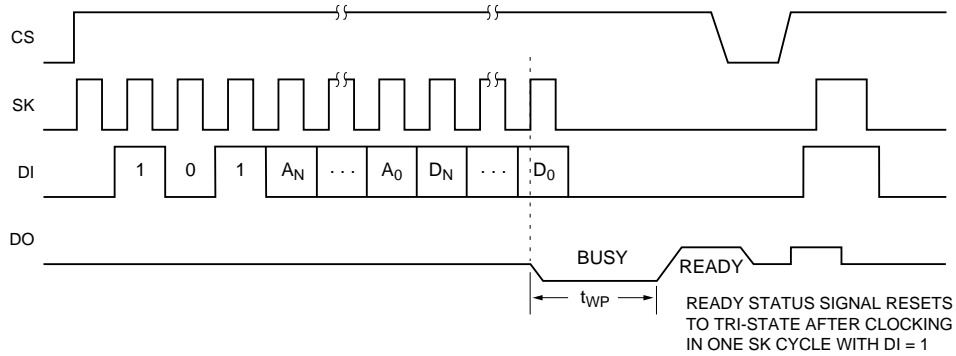 CS
SK
DI
1 0 1 A_N ... A_0 D_N ... D_0
DO
BUSY
READY
t_WP
READY STATUS SIGNAL RESETS
TO TRI-STATE AFTER CLOCKING
IN ONE SK CYCLE WITH DI = 1